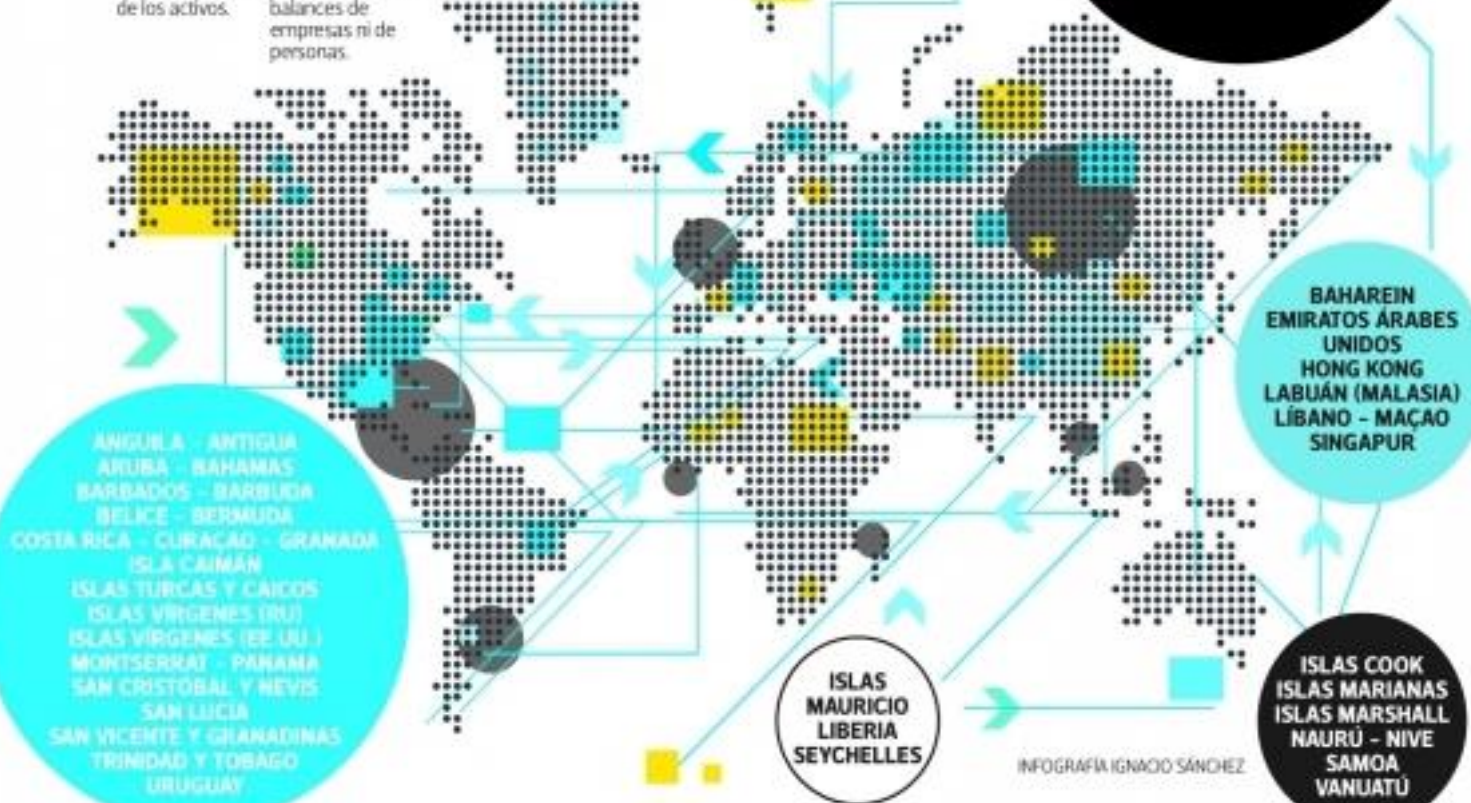 de los activos.
balances de
empresas ni de
personas.
ANGUILA - ANTIGUA
ARUBA - BAHAMAS
BARBADOS - BARBUDA
BELICE - BERMUDA
COSTA RICA - CURACAO - GRANADA
ISLA CAIMÁN
ISLAS TURCAS Y CAICOS
ISLAS VÍRGENES (RU)
ISLAS VÍRGENES (EE.UU.)
MONTSERRAT - PANAMA
SAN CRISTÓBAL Y NEVIS
SAN LUCIA
SAN VICENTE Y GRANADINAS
TRINIDAD Y TOBAGO
URUGUAY
BAHAREIN
EMIRATOS ÁRABES
UNIDOS
HONG KONG
LABUÁN (MALASIA)
LÍBANO - MAÇAO
SINGAPUR
ISLAS
MAURICIO
LIBERIA
SEYCHELLES
ISLAS COOK
ISLAS MARIANAS
ISLAS MARSHALL
NAURÚ - NIVE
SAMOA
VANUATÚ
INFOGRAFÍA IGNACIO SÁNCHEZ